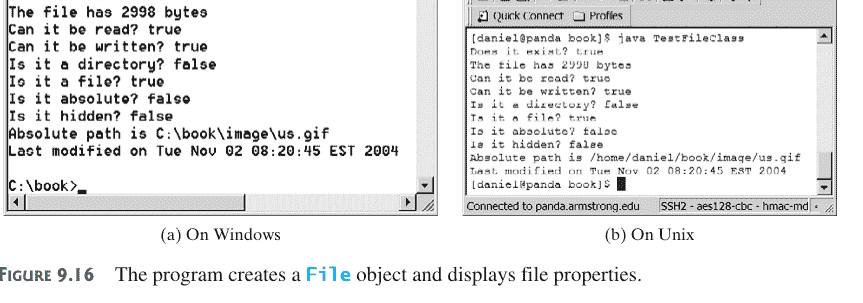 The file has 2998 bytes
Can it be read? true
Can it be written? true
Is it a directory? false
Is it a file? true
Is it absolute? false
Is it hidden? false
Absolute path is C:\book\image\us.gif
Last modified on Tue Nov 02 08:20:45 EST 2004
C:\book>_
(a) On Windows
Quick Connect Profiles
[daniel@panda book]$ java TestFileClass
Does it exist? true
The file has 2998 bytes
Can it be read? true
Can it be written? true
Is it a directory? false
Is it a file? true
Is it absolute? false
Is it hidden? false
Absolute path is /home/daniel/book/image/us.gif
Last modified on Tue Nov 02 08:20:45 EST 2004
[daniel@panda book]$
Connected to panda.armstrong.edu SSH2 - aes128-cbc - hmac-md
(b) On Unix
FIGURE 9.16 The program creates a File object and displays file properties.